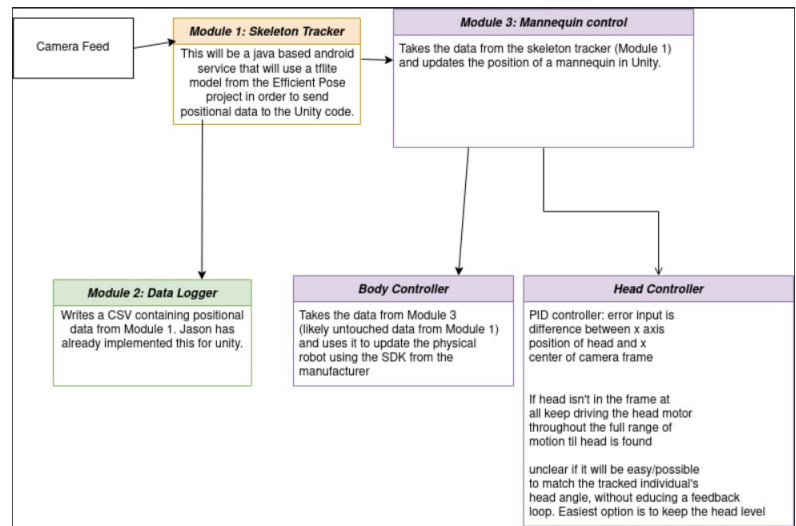 Camera Feed
Module 1: Skeleton Tracker
This will be a java based android
service that will use a tflite
model from the Efficient Pose
project in order to send
positional data to the Unity code.
Module 3: Mannequin control
Takes the data from the skeleton tracker (Module 1)
and updates the position of a mannequin in Unity.
Module 2: Data Logger
Writes a CSV containing positional
data from Module 1. Jason has
already implemented this for unity.
Body Controller
Takes the data from Module 3
(likely untouched data from Module 1)
and uses it to update the physical
robot using the SDK from the
manufacturer
Head Controller
PID controller: error input is
difference between x axis
position of head and x
center of camera frame
If head isn't in the frame at
all keep driving the head motor
throughout the full range of
motion til head is found
unclear if it will be easy/possible
to match the tracked individual's
head angle, without educing a feedback
loop. Easiest option is to keep the head level